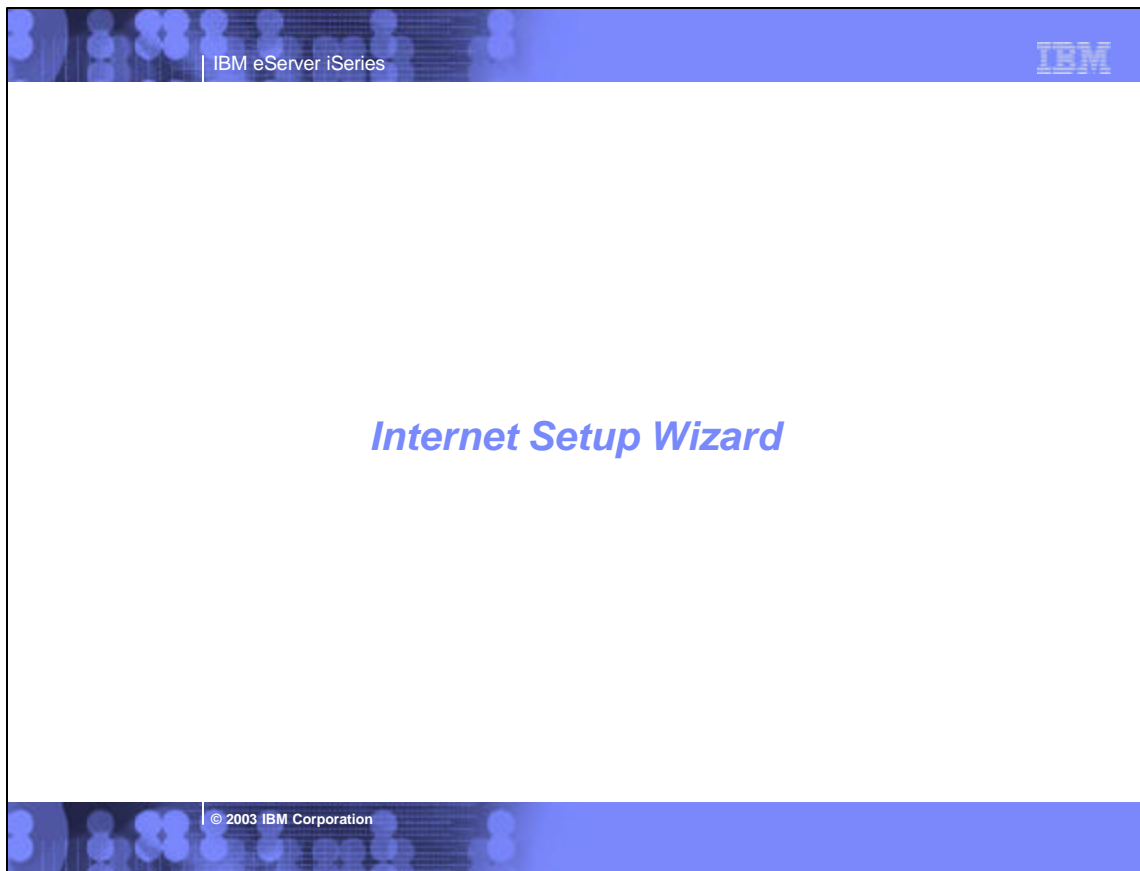 IBM eServer iSeries
IBM
Internet Setup Wizard
© 2003 IBM Corporation